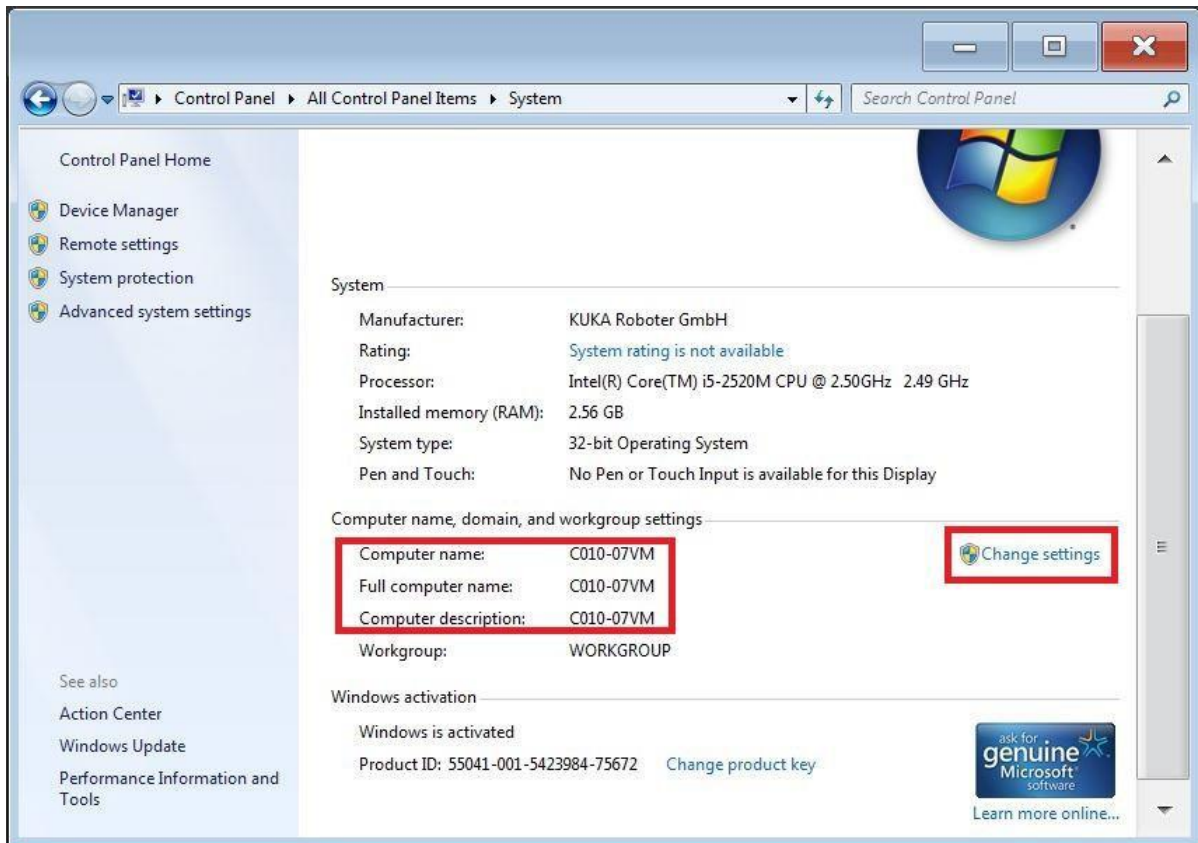 Control Panel ▸ All Control Panel Items ▸ System
Search Control Panel
Control Panel Home
Device Manager
Remote settings
System protection
Advanced system settings
See also
Action Center
Windows Update
Performance Information and
Tools
System
Manufacturer: KUKA Roboter GmbH
Rating: System rating is not available
Processor: Intel(R) Core(TM) i5-2520M CPU @ 2.50GHz 2.49 GHz
Installed memory (RAM): 2.56 GB
System type: 32-bit Operating System
Pen and Touch: No Pen or Touch Input is available for this Display
Computer name, domain, and workgroup settings
Computer name: C010-07VM
Change settings
Full computer name: C010-07VM
Computer description: C010-07VM
Workgroup: WORKGROUP
Windows activation
Windows is activated
Product ID: 55041-001-5423984-75672 Change product key
ask for
genuine
Microsoft
software
Learn more online...